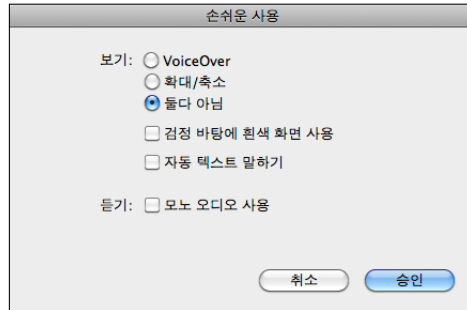 손쉬운 사용
보기: VoiceOver
확대/축소
둘다 아님
검정 바탕에 흰색 화면 사용
자동 텍스트 말하기
듣기: 모노 오디오 사용
취소 승인